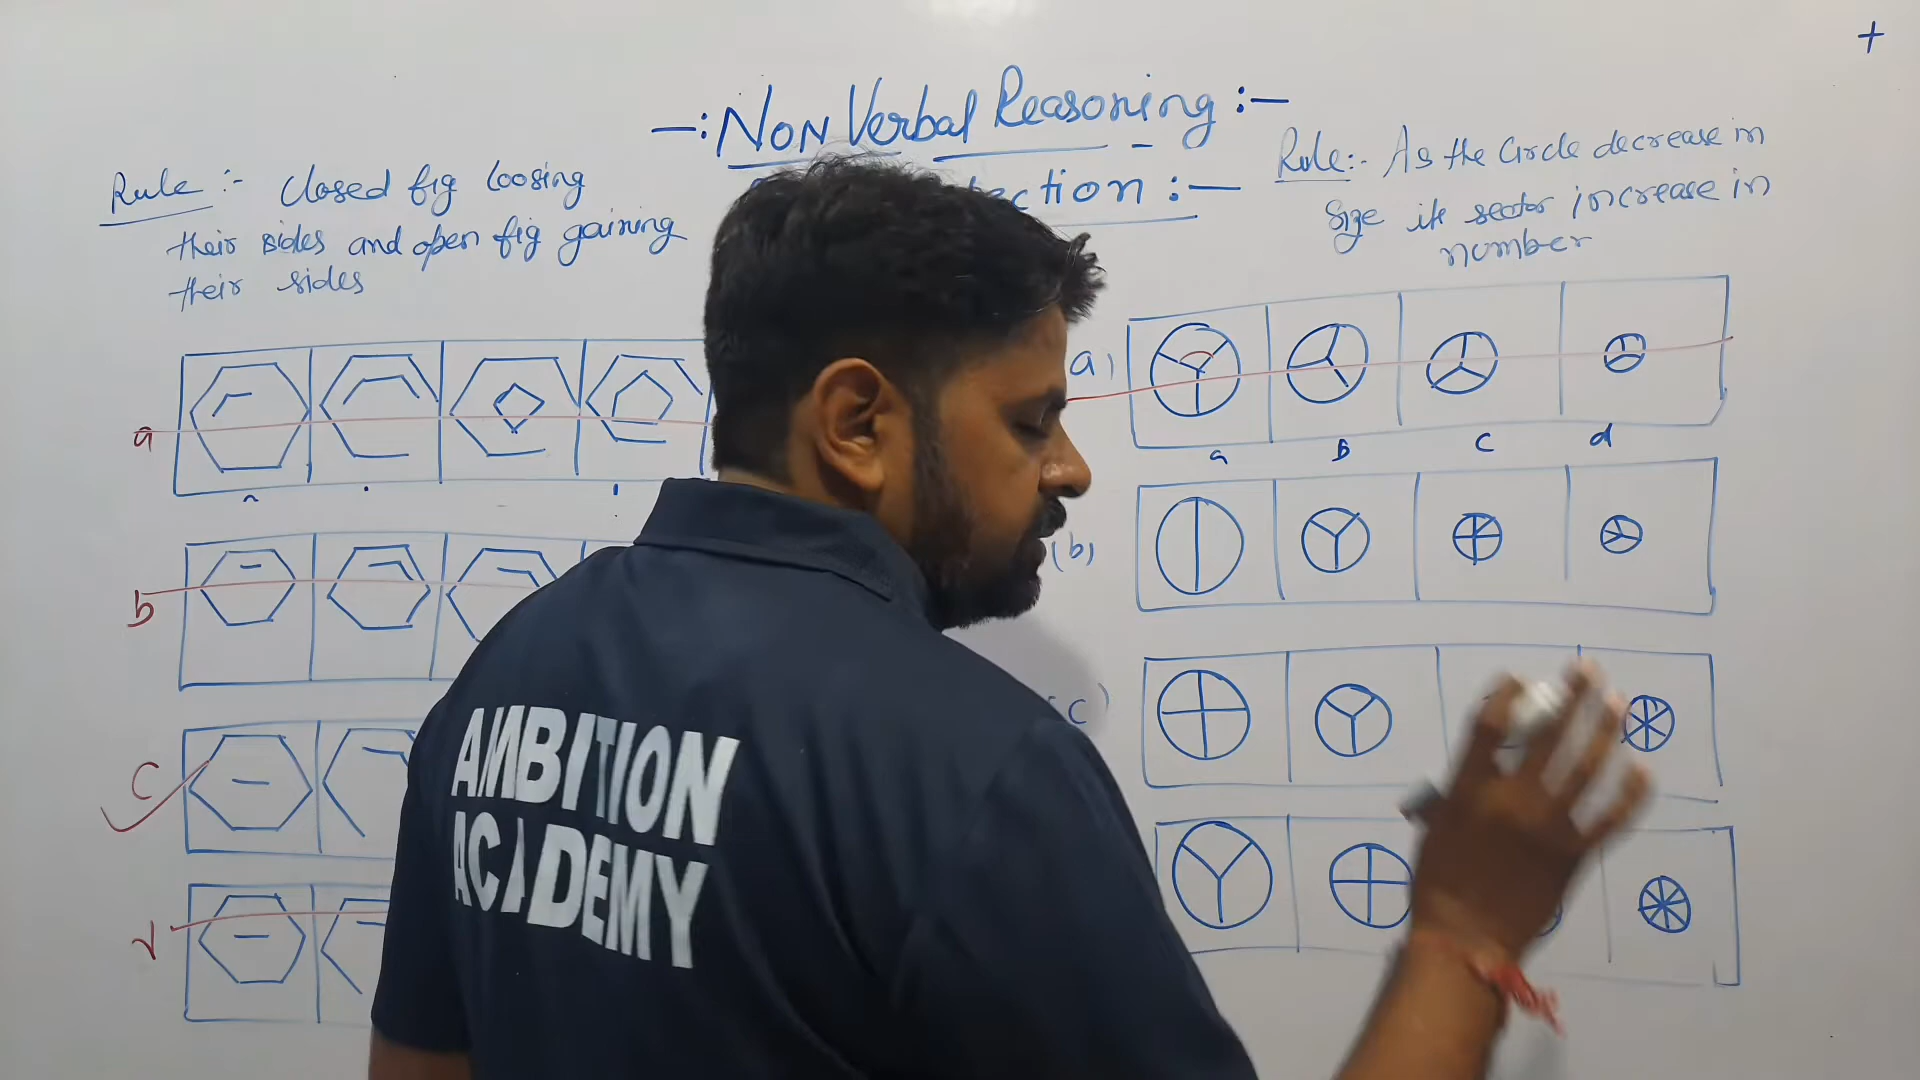 +
-: NON Verbal Reasoning :-
ction :-
Rule :- Closed fig loosing
their sides and open fig gaining
their sides
Rule :- As the Circle decrease in
Size its sector increase in
number
a
b
C
a)
a B c d
(b)
c)
AMBITION
ACADEMY